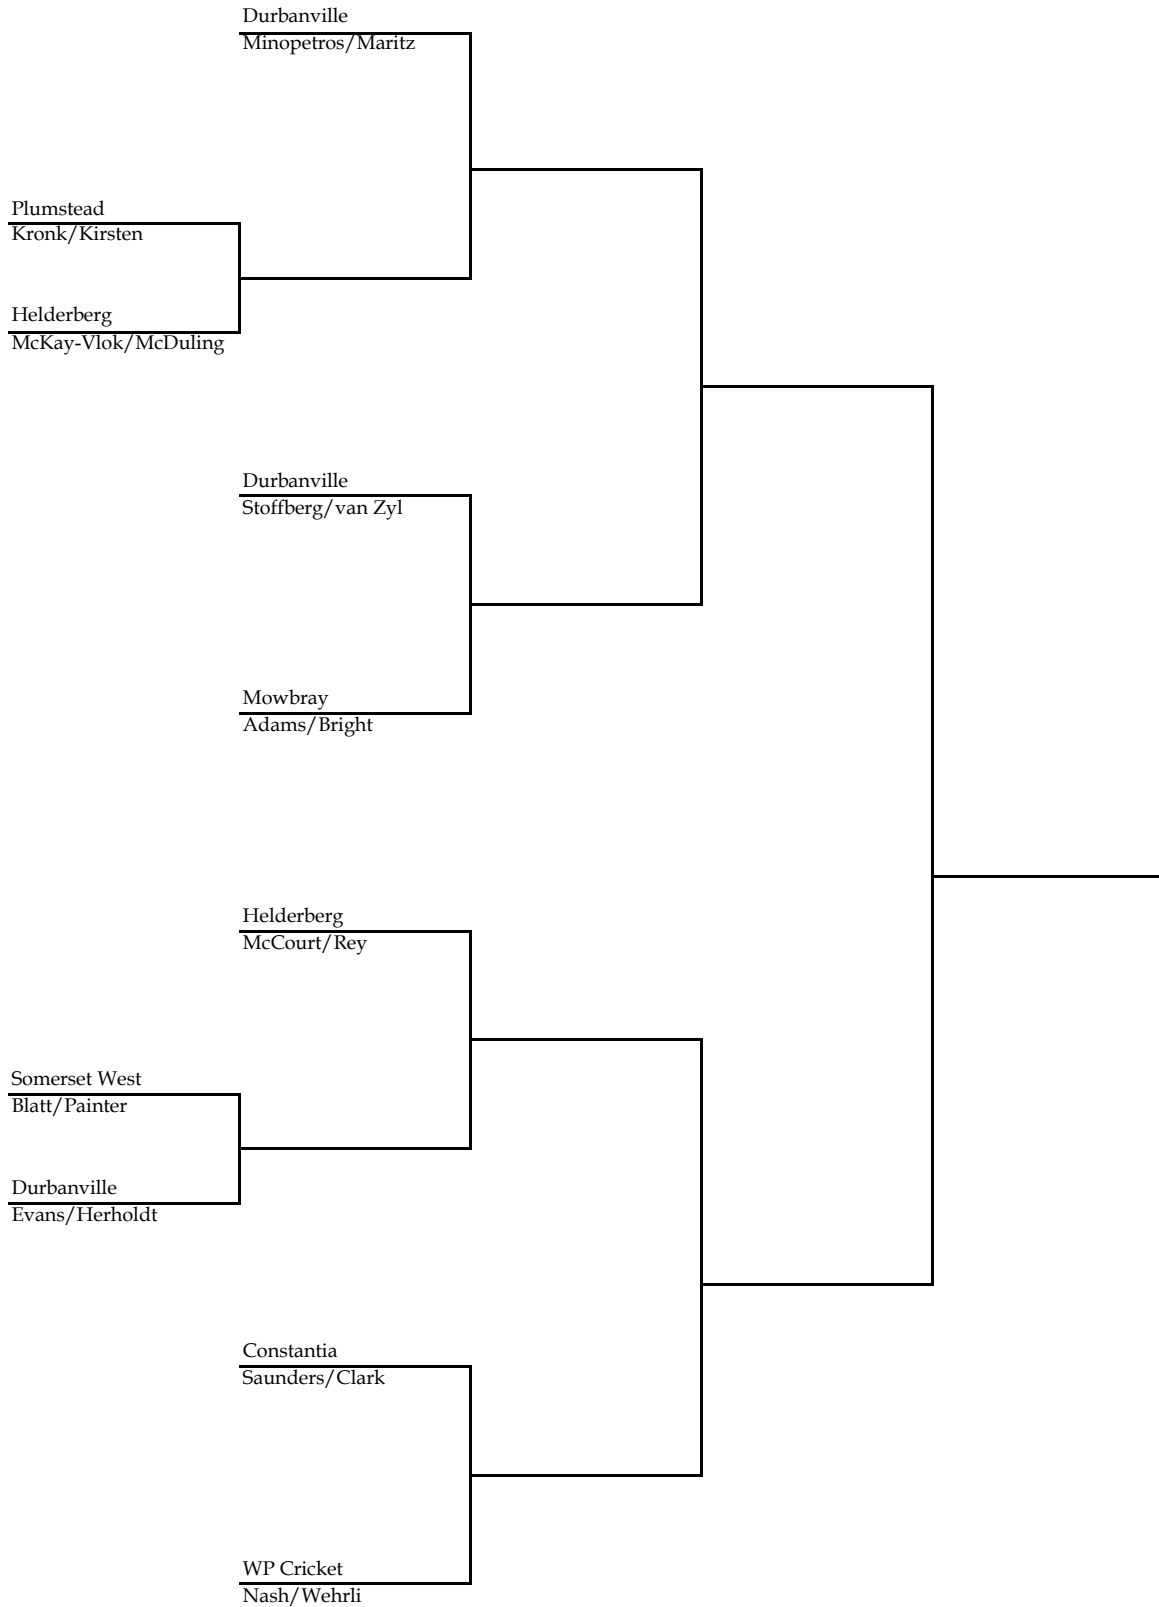 Durbanville
Minopetros/Maritz
Plumstead
Kronk/Kirsten
Helderberg
McKay-Vlok/McDuling
Durbanville
Stoffberg/van Zyl
Mowbray
Adams/Bright
Helderberg
McCourt/Rey
Somerset West
Blatt/Painter
Durbanville
Evans/Herholdt
Constantia
Saunders/Clark
WP Cricket
Nash/Wehrli